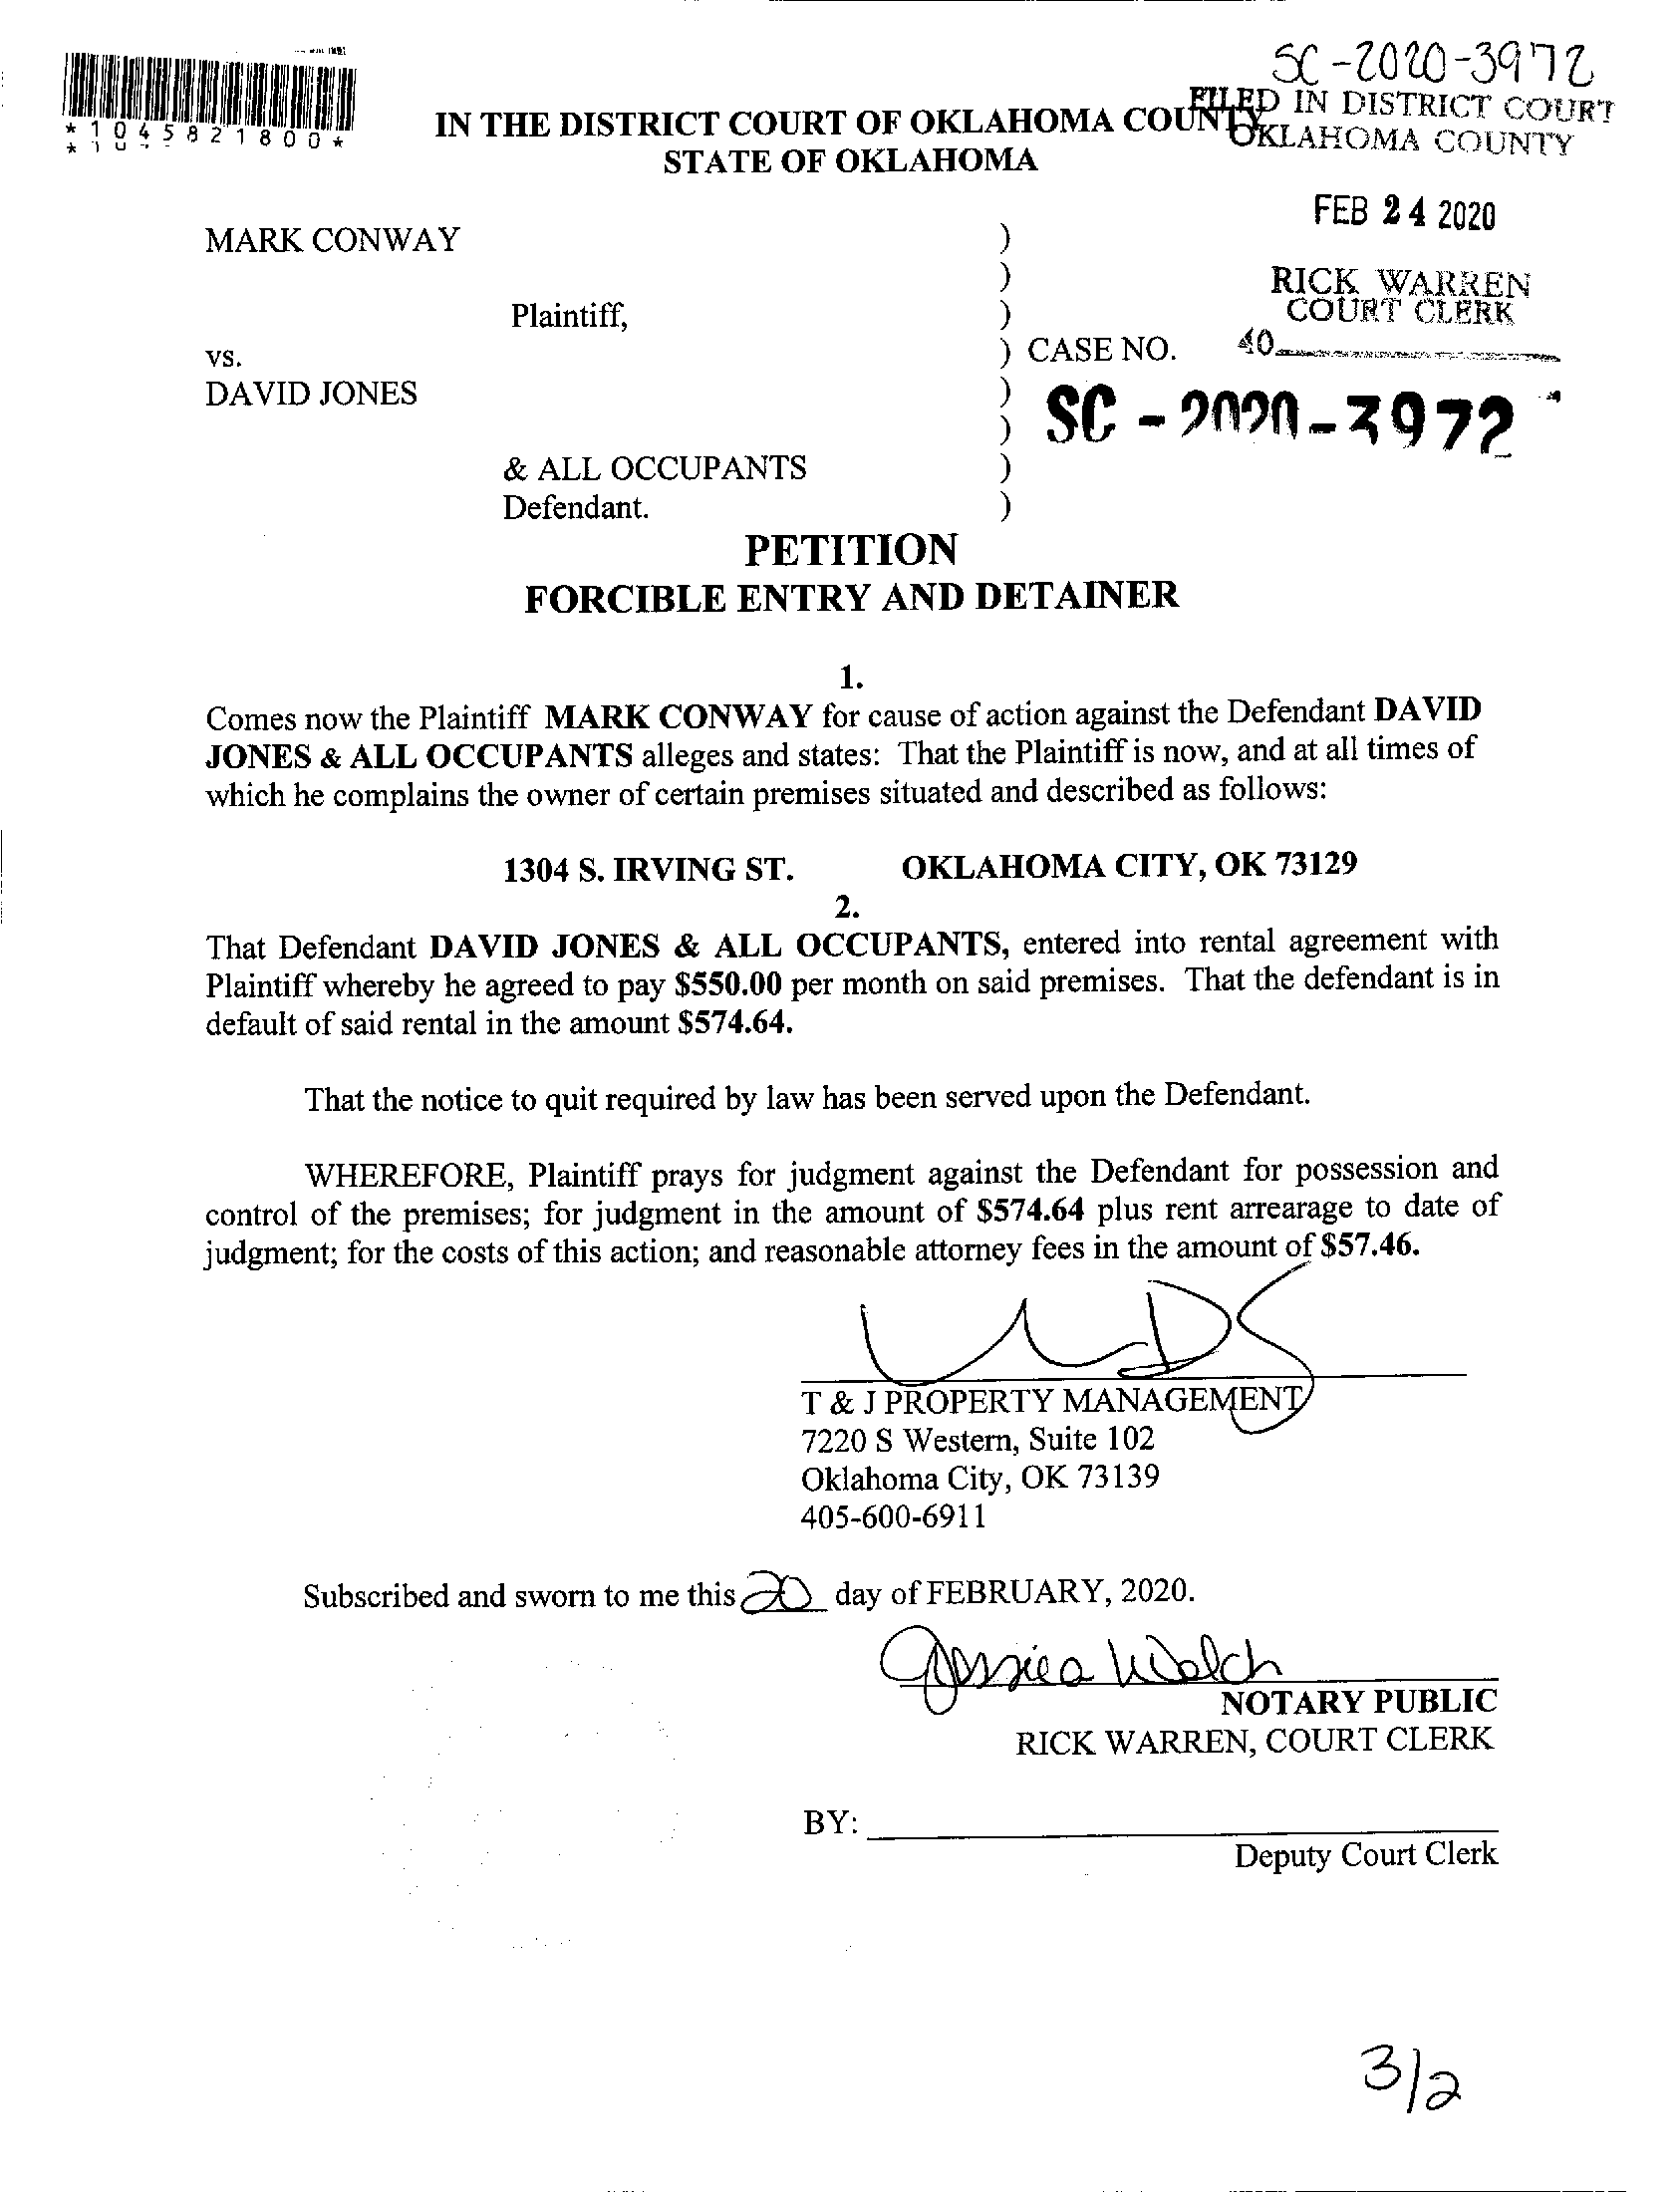 SC-2020-3972
*1045821800*
FILED IN DISTRICT COURT
OKLAHOMA COUNTY
IN THE DISTRICT COURT OF OKLAHOMA COUNTY
STATE OF OKLAHOMA
FEB 24 2020
MARK CONWAY )
)
RICK WARREN
COURT CLERK
Plaintiff, )
vs. ) CASE NO. 40
DAVID JONES )
) SC-2020-3972
& ALL OCCUPANTS )
Defendant. )
PETITION
FORCIBLE ENTRY AND DETAINER
1.
Comes now the Plaintiff MARK CONWAY for cause of action against the Defendant DAVID
JONES & ALL OCCUPANTS alleges and states: That the Plaintiff is now, and at all times of
which he complains the owner of certain premises situated and described as follows:
1304 S. IRVING ST. OKLAHOMA CITY, OK 73129
2.
That Defendant DAVID JONES & ALL OCCUPANTS, entered into rental agreement with
Plaintiff whereby he agreed to pay $550.00 per month on said premises. That the defendant is in
default of said rental in the amount $574.64.
That the notice to quit required by law has been served upon the Defendant.
WHEREFORE, Plaintiff prays for judgment against the Defendant for possession and
control of the premises; for judgment in the amount of $574.64 plus rent arrearage to date of
judgment; for the costs of this action; and reasonable attorney fees in the amount of $57.46.
T & J PROPERTY MANAGEMENT
7220 S Western, Suite 102
Oklahoma City, OK 73139
405-600-6911
Subscribed and sworn to me this 20 day of FEBRUARY, 2020.
Jessica Welch
NOTARY PUBLIC
RICK WARREN, COURT CLERK
BY:
Deputy Court Clerk
3/2